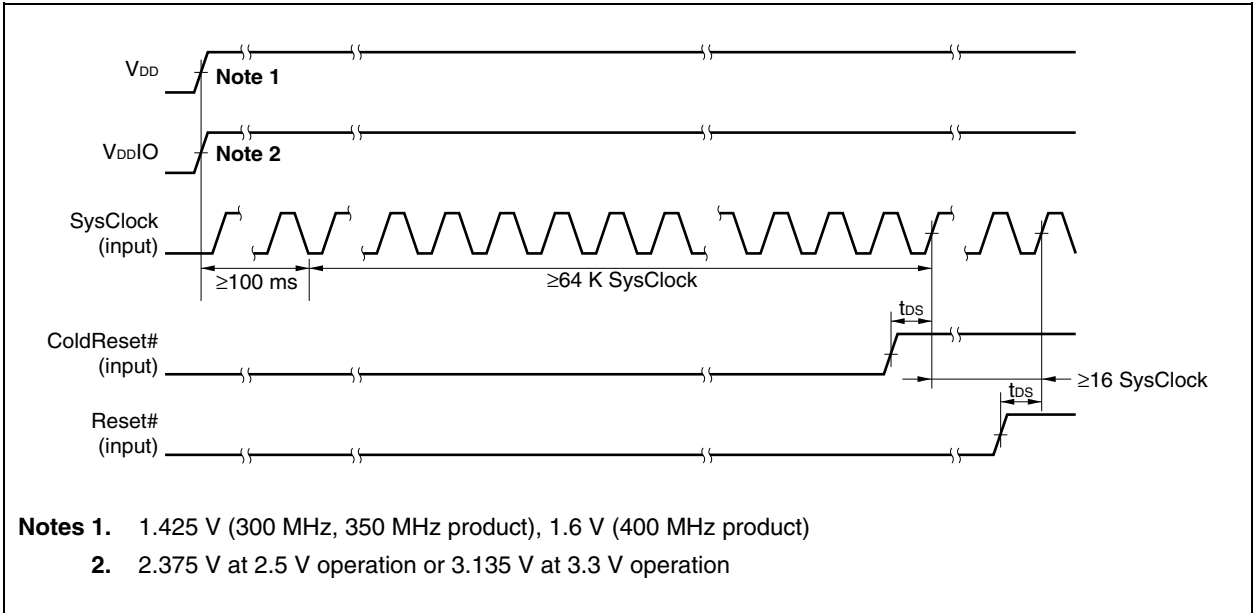 VDD
Note 1
VDDIO
Note 2
SysClock
(input)
≥100 ms
≥64 K SysClock
tDS
ColdReset#
(input)
≥16 SysClock
tDS
Reset#
(input)
Notes 1. 1.425 V (300 MHz, 350 MHz product), 1.6 V (400 MHz product)
2. 2.375 V at 2.5 V operation or 3.135 V at 3.3 V operation